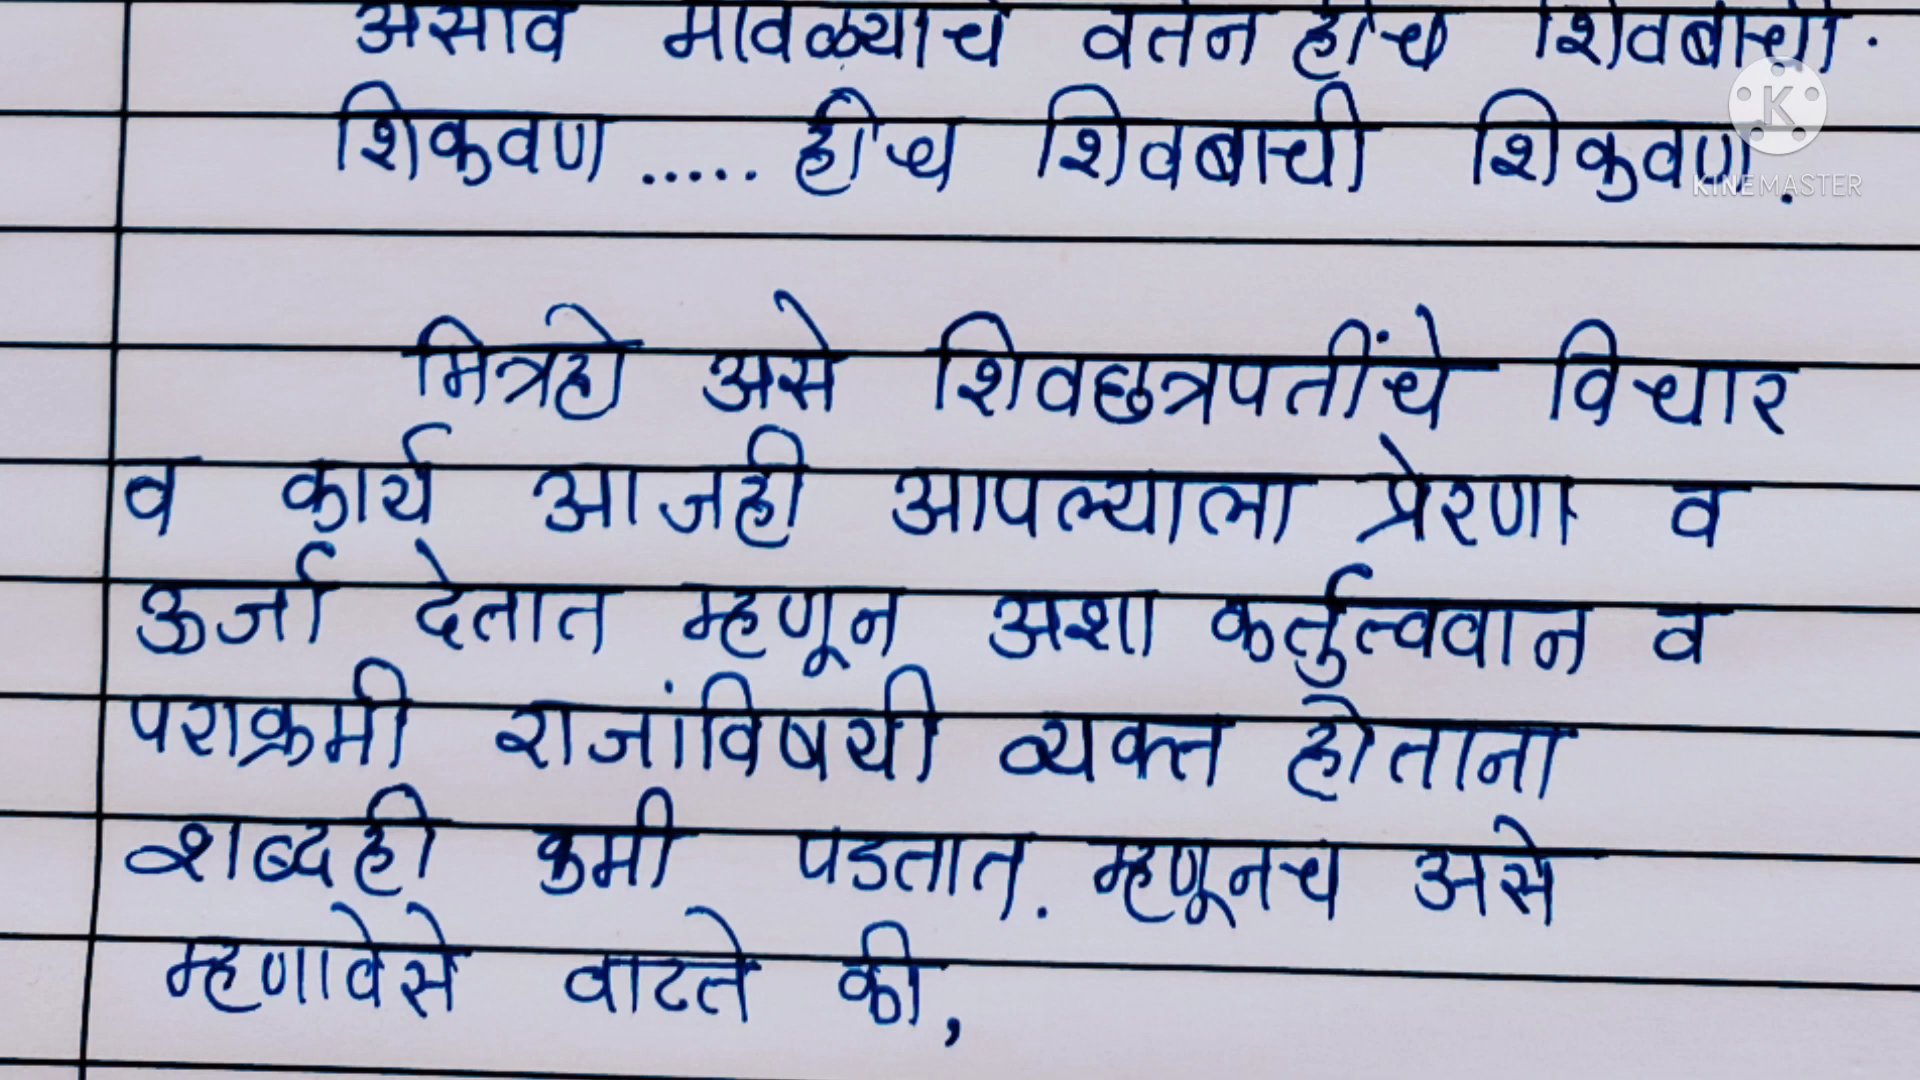 असावं मावळ्याचे वर्तन हीच शिवबाची.
शिकवण ..... हीच शिवबाची शिकवण.
मित्रहो असे शिवछत्रपतींचे विचार
व कार्य आजही आपल्याला प्रेरणा व
ऊर्जा देतात म्हणून अशा कर्तुत्ववान व
पराक्रमी राजांविषयी व्यक्त होताना
शब्दही कमी पडतात. म्हणूनच असे
म्हणावेसे वाटते की,
KINEMASTER